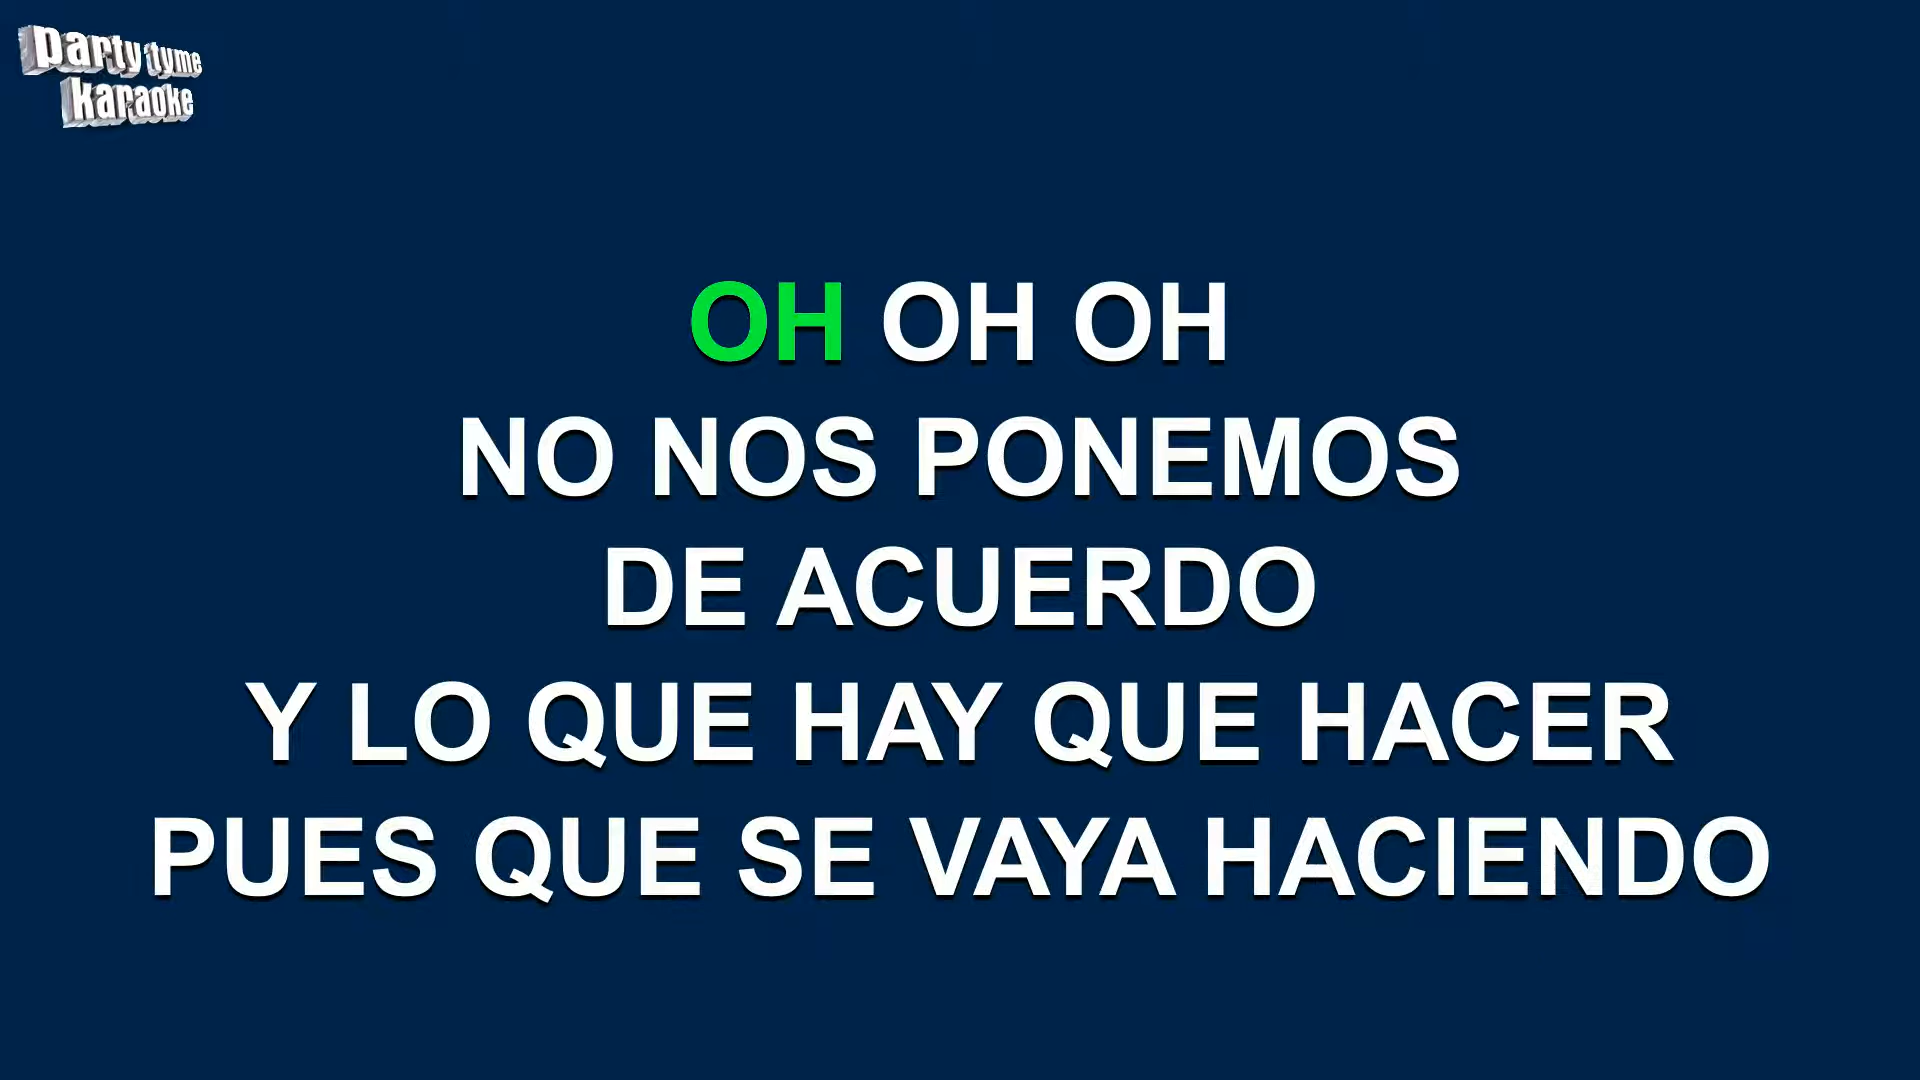 party tyme
karaoke
OH OH OH
NO NOS PONEMOS
DE ACUERDO
Y LO QUE HAY QUE HACER
PUES QUE SE VAYA HACIENDO